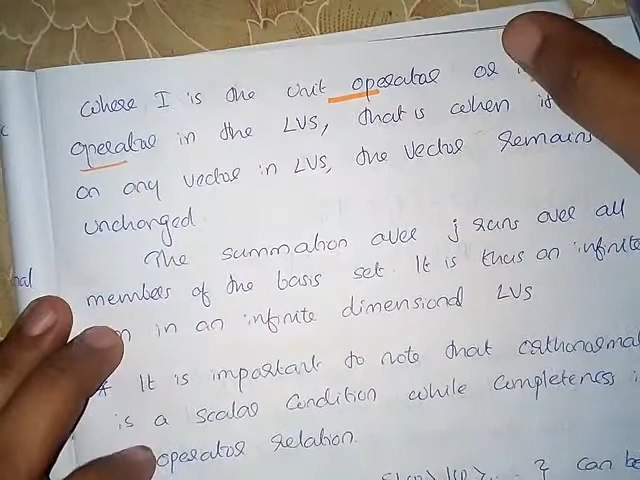 where I is the unit operator or
operator in the LVS, that is when it
on any vector in LVS, the vector remains
unchanged.
The summation over j runs over all
members of the basis set. It is thus an infinite
in an infinite dimensional LVS
* It is important to note that orthonormal
is a scalar condition while completeness
operator relation.
can be